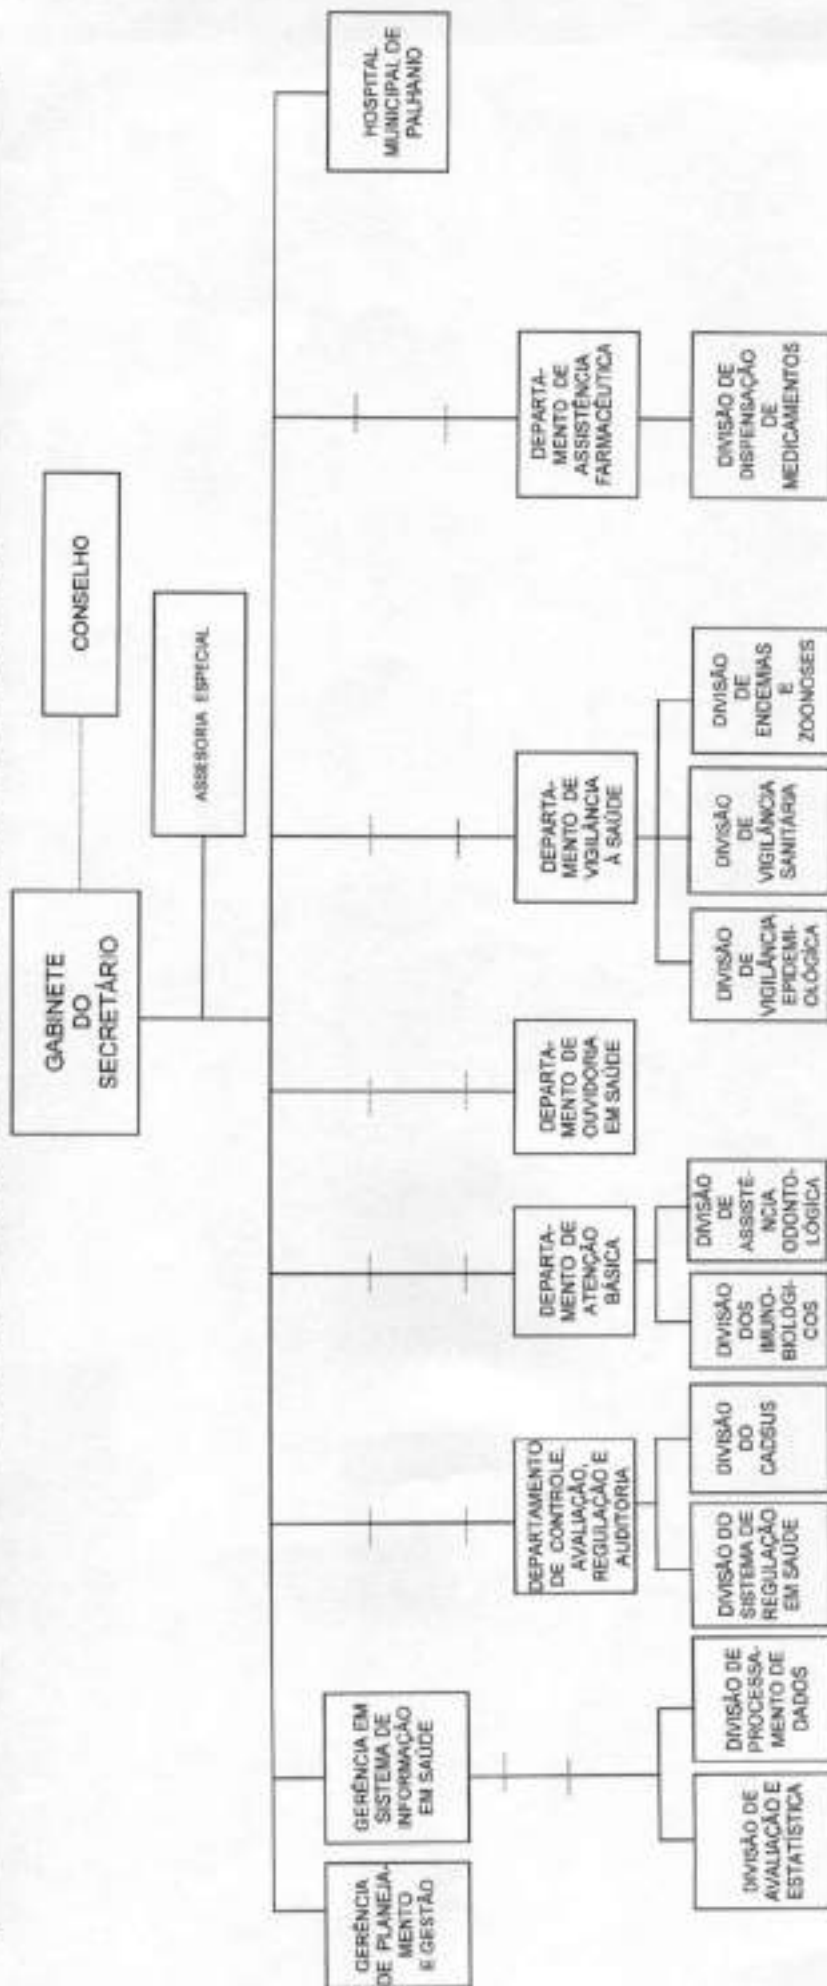 GABINETE
DO
SECRETÁRIO
CONSELHO
ASSESORIA ESPECIAL
GERÊNCIA
DE PLANEJA-
MENTO
E GESTÃO
GERÊNCIA EM
SISTEMA DE
INFORMAÇÃO
EM SAÚDE
HOSPITAL
MUNICIPAL DE
PALHANO
DEPARTAMENTO
DE CONTROLE,
AVALIAÇÃO,
REGULAÇÃO E
AUDITORIA
DEPARTA-
MENTO DE
ATENÇÃO
BÁSICA
DEPARTA-
MENTO DE
OUVIDORIA
EM SAÚDE
DEPARTA-
MENTO DE
VIGILÂNCIA
À SAÚDE
DEPARTA-
MENTO DE
ASSISTÊNCIA
FARMACÊUTICA
DIVISÃO DE
AVALIAÇÃO E
ESTATÍSTICA
DIVISÃO DE
PROCESSA-
MENTO DE
DADOS
DIVISÃO DO
SISTEMA DE
REGULAÇÃO
EM SAÚDE
DIVISÃO
DO
CADSUS
DIVISÃO
DOS
IMUNO-
BIOLÓGI-
COS
DIVISÃO
DE
ASSISTÊ-
NCIA
ODONTO-
LÓGICA
DIVISÃO
DE
VIGILÂNCIA
EPIDEMI-
OLÓGICA
DIVISÃO
DE
VIGILÂNCIA
SANITÁRIA
DIVISÃO
DE
ENDEMIAS
E
ZOONOSES
DIVISÃO DE
DISPENSAÇÃO
DE
MEDICAMENTOS